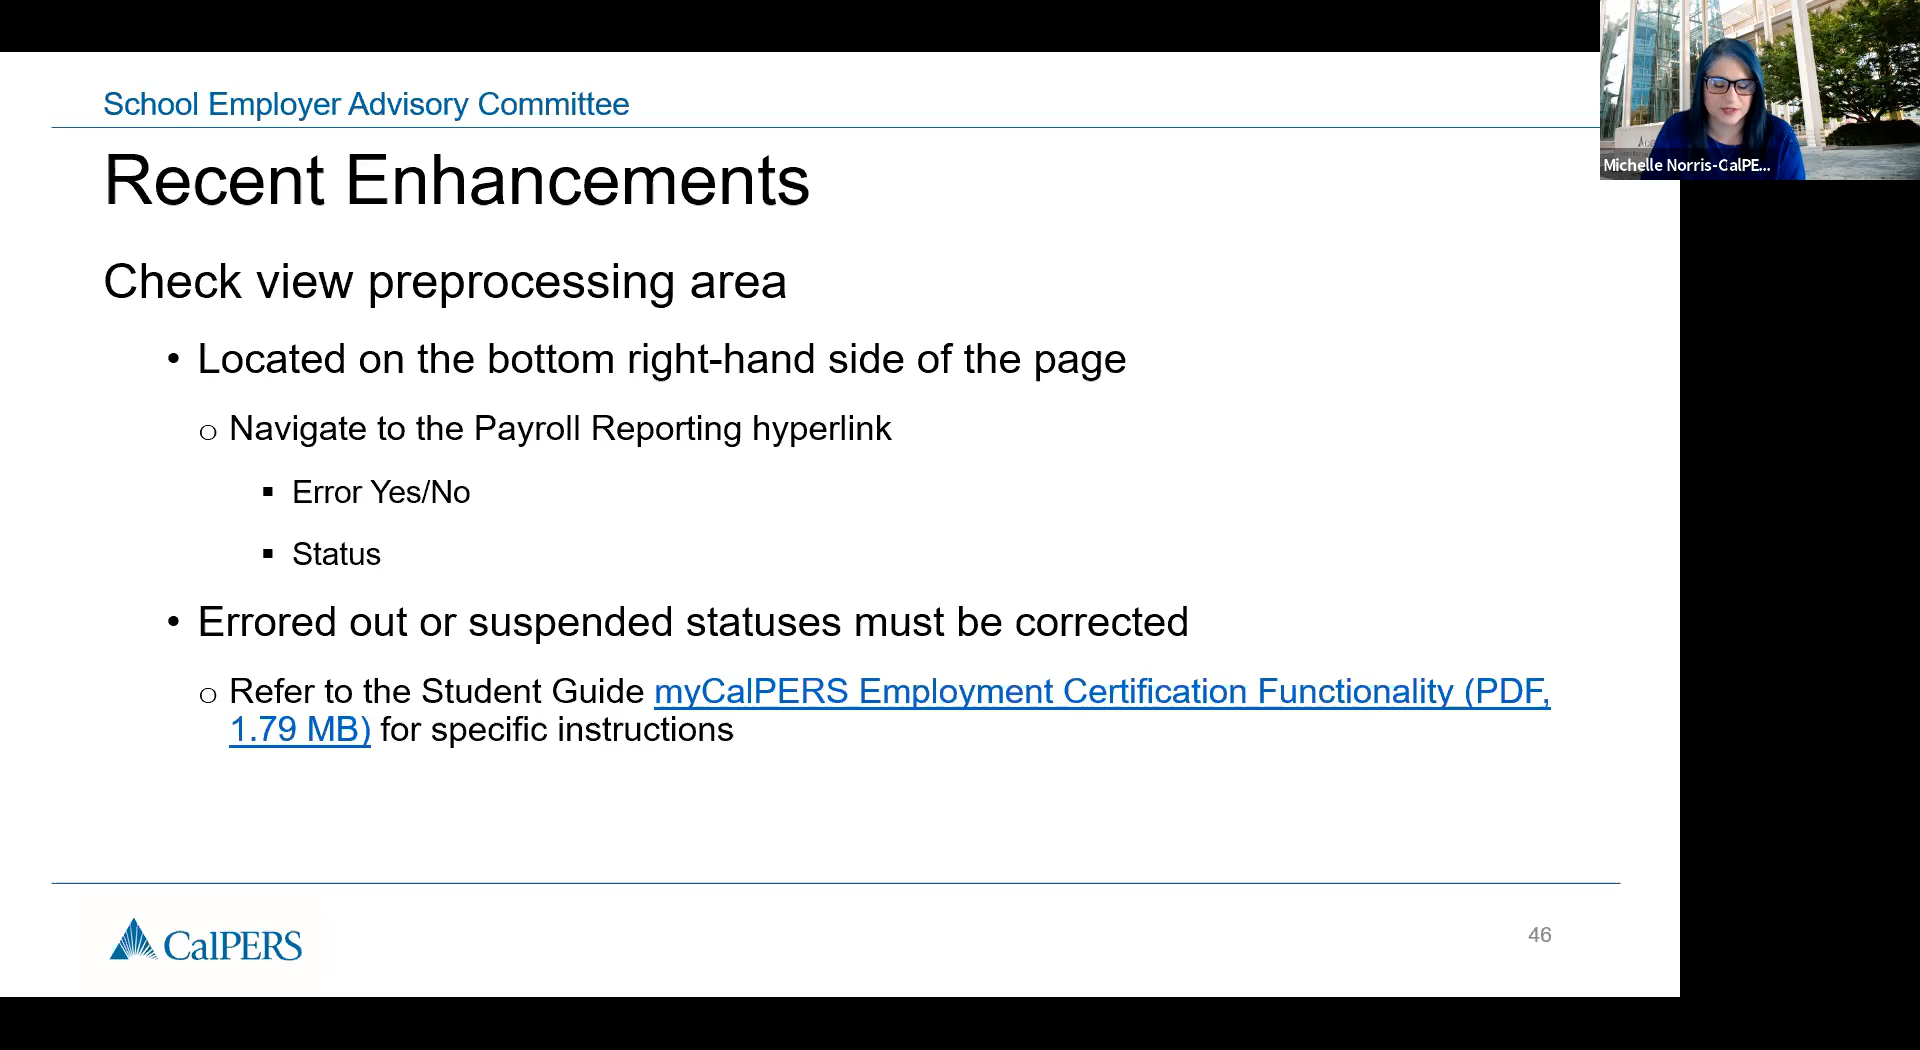 School Employer Advisory Committee
Recent Enhancements
Check view preprocessing area
• Located on the bottom right-hand side of the page
o Navigate to the Payroll Reporting hyperlink
▪ Error Yes/No
▪ Status
• Errored out or suspended statuses must be corrected
o Refer to the Student Guide myCalPERS Employment Certification Functionality (PDF,
1.79 MB) for specific instructions
CalPERS
46
Michelle Norris-CalPE...